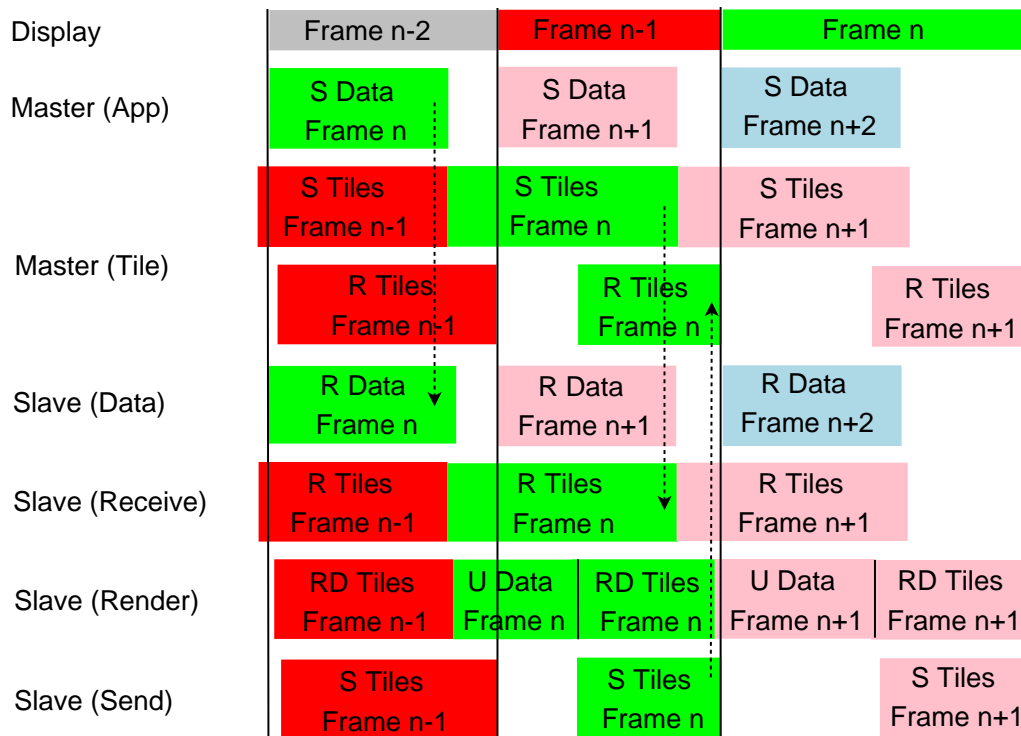 Display
Frame n-2
Frame n-1
Frame n
Master (App)
S Data
Frame n
S Data
Frame n+1
S Data
Frame n+2
Master (Tile)
S Tiles
Frame n-1
S Tiles
Frame n
S Tiles
Frame n+1
R Tiles
Frame n-1
R Tiles
Frame n
R Tiles
Frame n+1
Slave (Data)
R Data
Frame n
R Data
Frame n+1
R Data
Frame n+2
Slave (Receive)
R Tiles
Frame n-1
R Tiles
Frame n
R Tiles
Frame n+1
Slave (Render)
RD Tiles
Frame n-1
U Data
Frame n
RD Tiles
Frame n
U Data
Frame n+1
RD Tiles
Frame n+1
Slave (Send)
S Tiles
Frame n-1
S Tiles
Frame n
S Tiles
Frame n+1